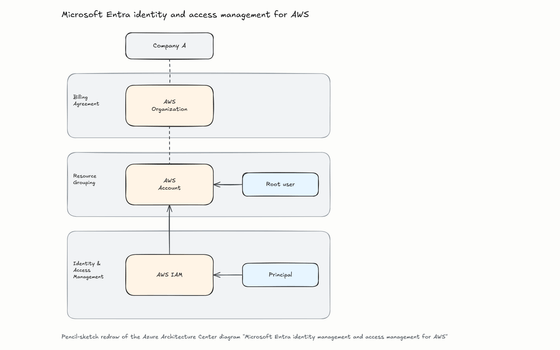 Microsoft Entra identity and access management for AWS
Company A
Billing
Agreement
AWS
Organization
Resource
Grouping
AWS
Account
Root user
Identity &
Access
Management
AWS IAM
Principal
Pencil-sketch redraw of the Azure Architecture Center diagram "Microsoft Entra identity management and access management for AWS"